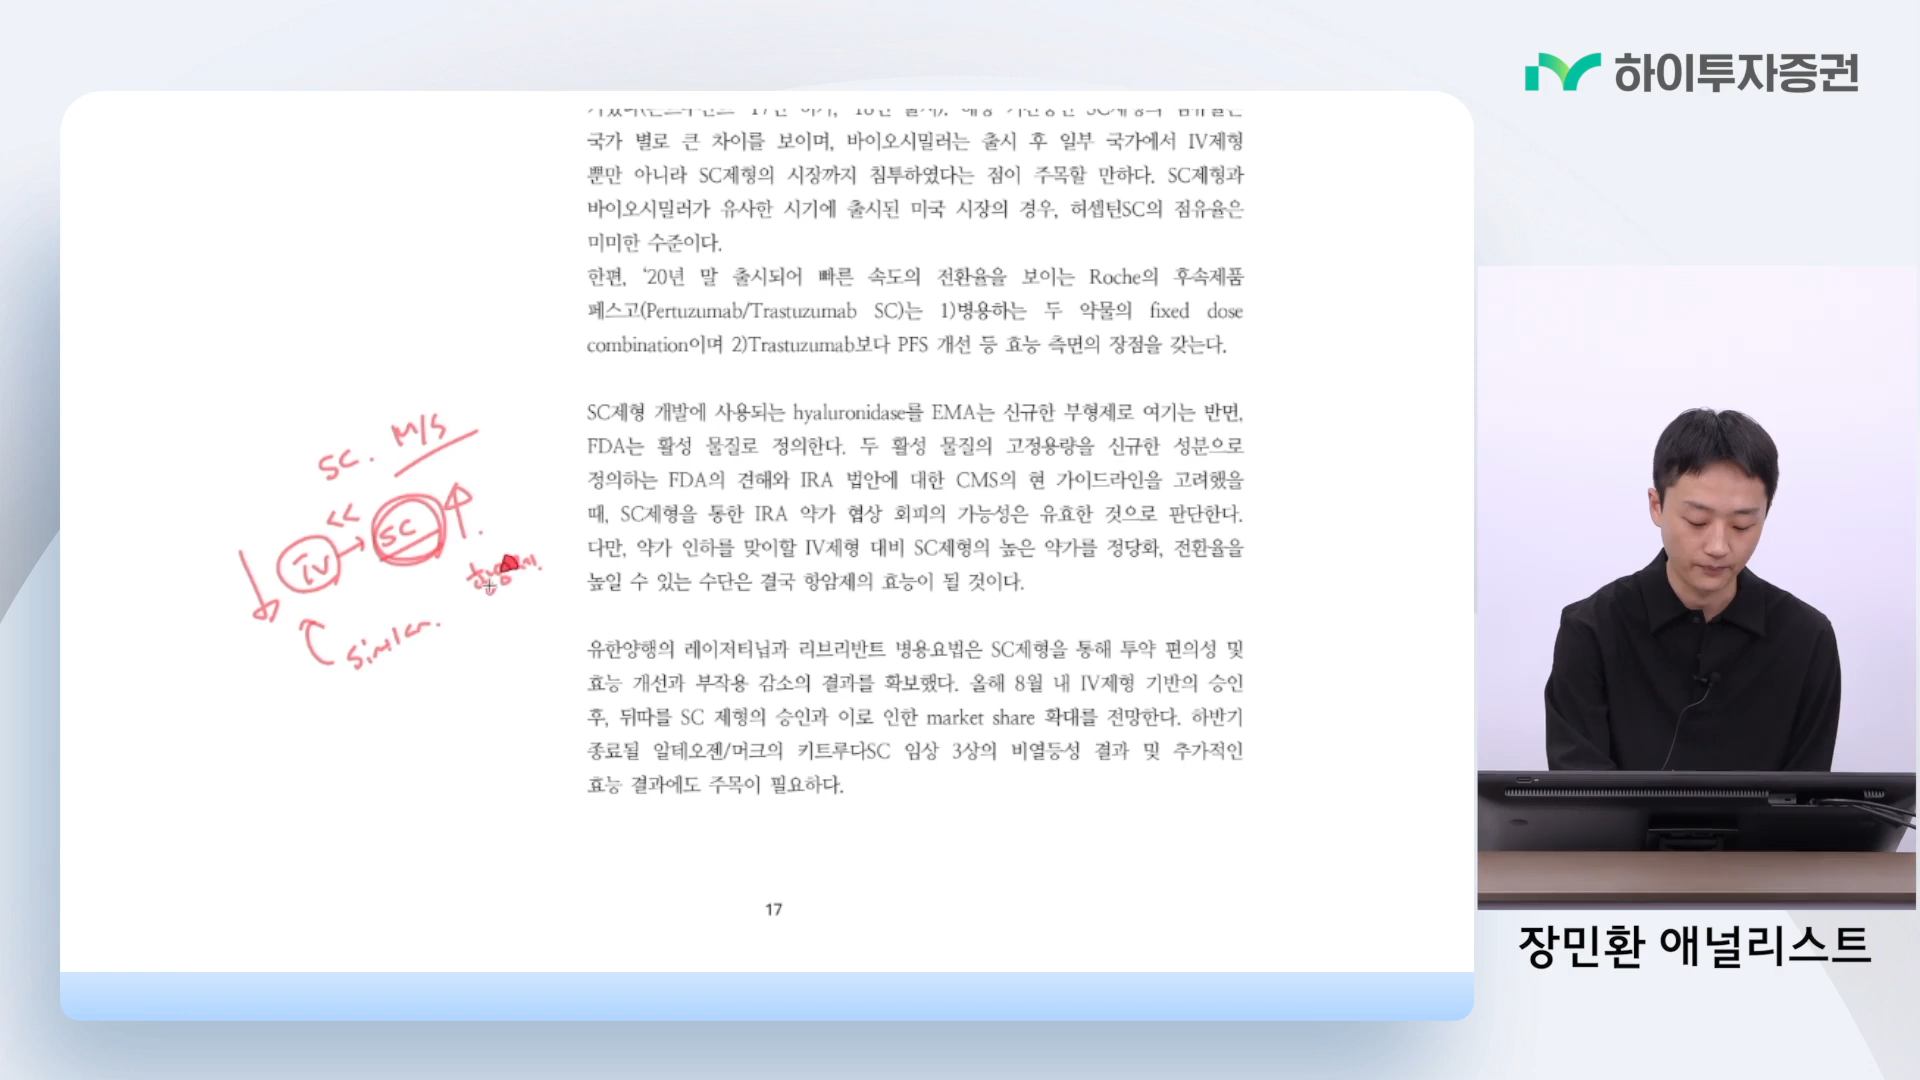 하이투자증권
국가 별로 큰 차이를 보이며, 바이오시밀러는 출시 후 일부 국가에서 IV제형
뿐만 아니라 SC제형의 시장까지 침투하였다는 점이 주목할 만하다. SC제형과
바이오시밀러가 유사한 시기에 출시된 미국 시장의 경우, 허셉틴SC의 점유율은
미미한 수준이다.
한편, ‘20년 말 출시되어 빠른 속도의 전환율을 보이는 Roche의 후속제품
페스고(Pertuzumab/Trastuzumab SC)는 1)병용하는 두 약물의 fixed dose
combination이며 2)Trastuzumab보다 PFS 개선 등 효능 측면의 장점을 갖는다.
SC제형 개발에 사용되는 hyaluronidase를 EMA는 신규한 부형제로 여기는 반면,
FDA는 활성 물질로 정의한다. 두 활성 물질의 고정용량을 신규한 성분으로
정의하는 FDA의 견해와 IRA 법안에 대한 CMS의 현 가이드라인을 고려했을
때, SC제형을 통한 IRA 약가 협상 회피의 가능성은 유효한 것으로 판단한다.
다만, 약가 인하를 맞이할 IV제형 대비 SC제형의 높은 약가를 정당화, 전환율을
높일 수 있는 수단은 결국 항암제의 효능이 될 것이다.
유한양행의 레이저티닙과 리브리반트 병용요법은 SC제형을 통해 투약 편의성 및
효능 개선과 부작용 감소의 결과를 확보했다. 올해 8월 내 IV제형 기반의 승인
후, 뒤따를 SC 제형의 승인과 이로 인한 market share 확대를 전망한다. 하반기
종료될 알테오젠/머크의 키트루다SC 임상 3상의 비열등성 결과 및 추가적인
효능 결과에도 주목이 필요하다.
17
SC. M/S
<<
IV
SC
장민환 애널리스트